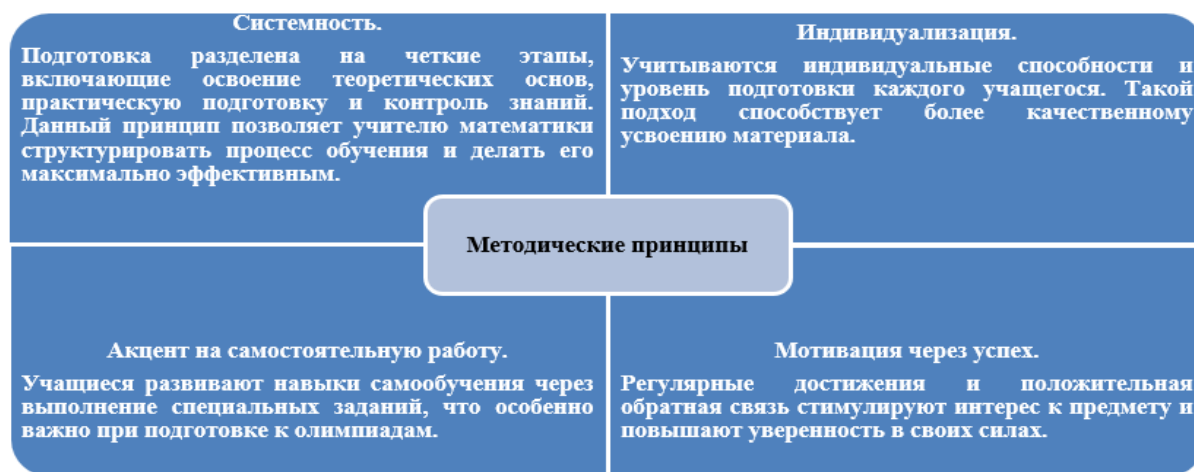 Системность.
Подготовка разделена на четкие этапы,
включающие освоение теоретических основ,
практическую подготовку и контроль знаний.
Данный принцип позволяет учителю математики
структурировать процесс обучения и делать его
максимально эффективным.
Индивидуализация.
Учитываются индивидуальные способности и
уровень подготовки каждого учащегося. Такой
подход способствует более качественному
усвоению материала.
Методические принципы
Акцент на самостоятельную работу.
Учащиеся развивают навыки самообучения через
выполнение специальных заданий, что особенно
важно при подготовке к олимпиадам.
Мотивация через успех.
Регулярные достижения и положительная
обратная связь стимулируют интерес к предмету и
повышают уверенность в своих силах.